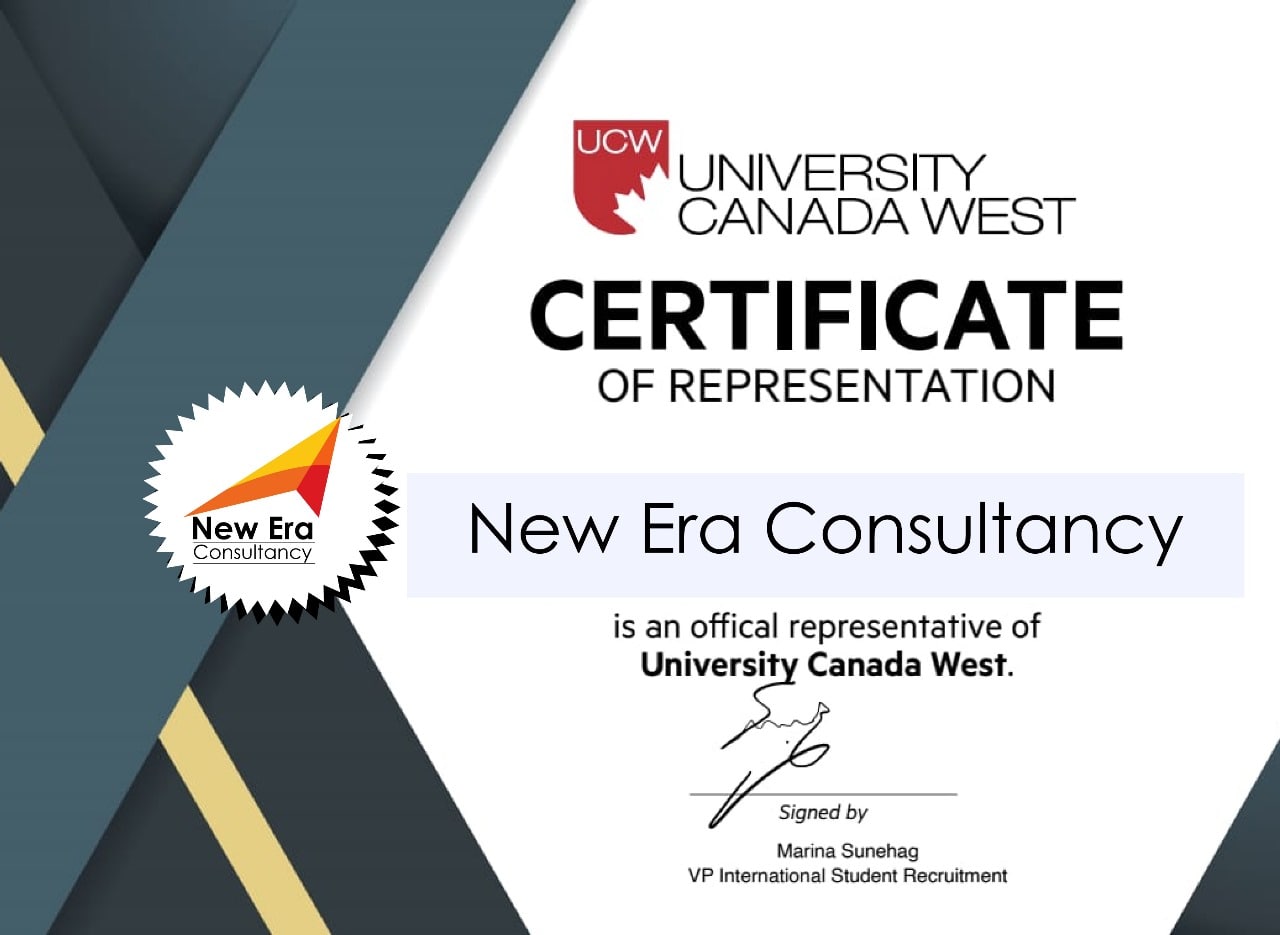 UCW
UNIVERSITY
CANADA WEST
CERTIFICATE
OF REPRESENTATION
New Era
Consultancy
New Era Consultancy
is an offical representative of
University Canada West.
Signed by
Marina Sunehag
VP International Student Recruitment